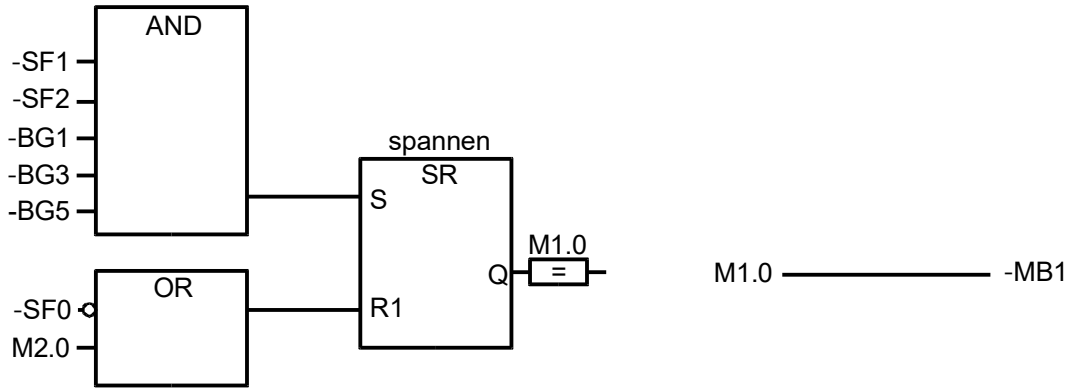 AND
-SF1
-SF2
-BG1
-BG3
-BG5
spannen
SR
S
Q
R1
M1.0
=
OR
-SF0
M2.0
M1.0
-MB1